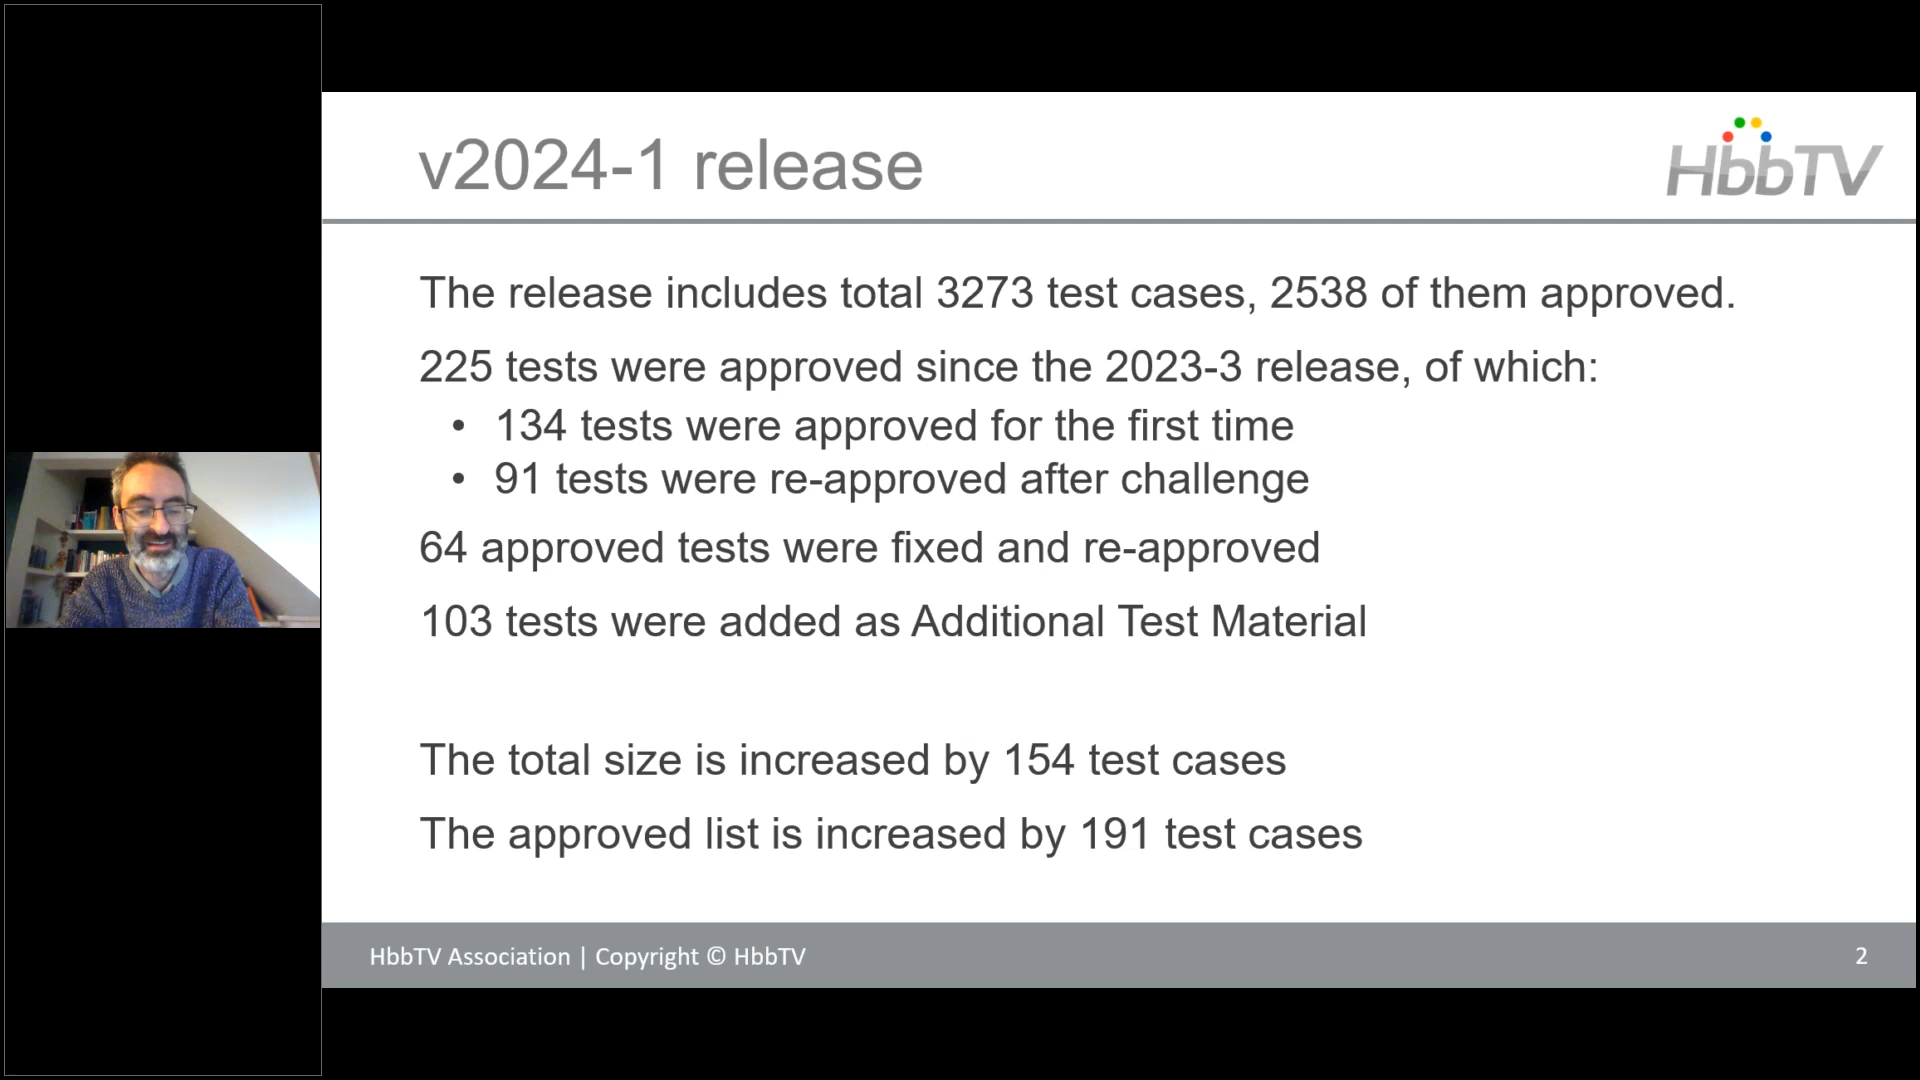 v2024-1 release
HbbTV
The release includes total 3273 test cases, 2538 of them approved.
225 tests were approved since the 2023-3 release, of which:
• 134 tests were approved for the first time
• 91 tests were re-approved after challenge
64 approved tests were fixed and re-approved
103 tests were added as Additional Test Material
The total size is increased by 154 test cases
The approved list is increased by 191 test cases
HbbTV Association | Copyright © HbbTV
2